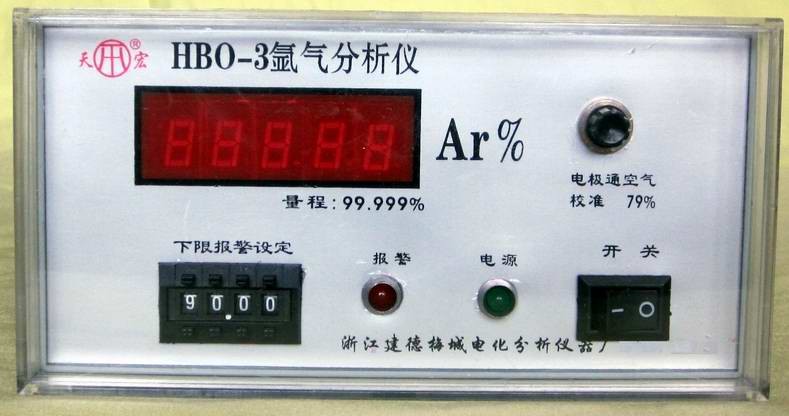 天宏®
HBO-3氩气分析仪
88888
Ar%
量程:99.999%
电极通空气
校准 79%
下限报警设定
报警
电源
开关
9000
浙江建德梅城电化分析仪器厂